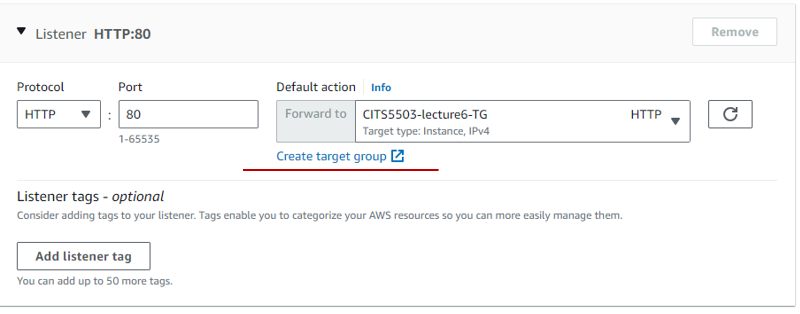 Listener HTTP:80
Remove
Protocol
Port
Default action
Info
HTTP
:
80
Forward to
CITS5503-lecture6-TG
HTTP
Target type: Instance, IPv4
1-65535
Create target group
Listener tags - optional
Consider adding tags to your listener. Tags enable you to categorize your AWS resources so you can more easily manage them.
Add listener tag
You can add up to 50 more tags.